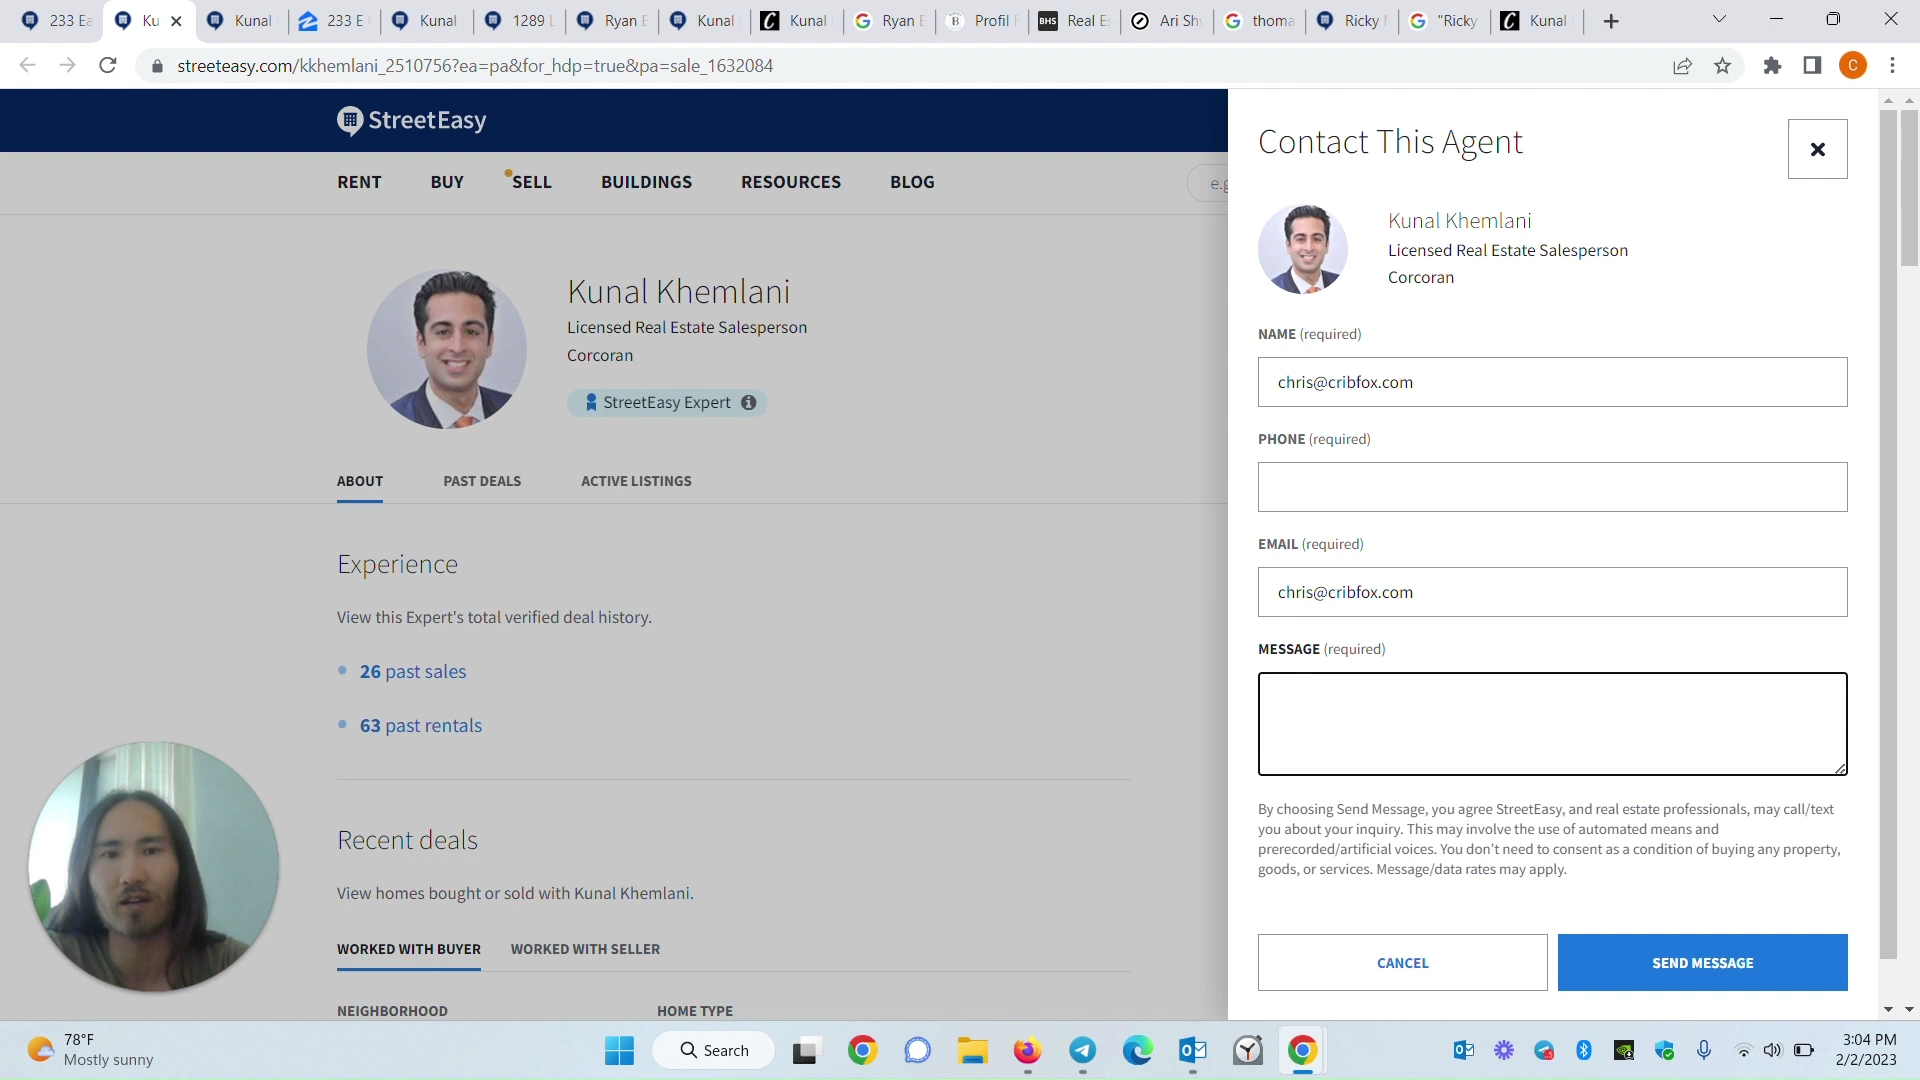 233 Ea
Ku
Kunal
233 E
Kunal
1289 L
Ryan E
Kunal
Kunal
Ryan E
Profil
BHS Real E
Ari Sh
thoma
Ricky
"Ricky
Kunal
streeteasy.com/kkhemlani_2510756?ea=pa&for_hdp=true&pa=sale_1632084
C
StreetEasy
RENT BUY SELL BUILDINGS RESOURCES BLOG
e.g
Kunal Khemlani
Licensed Real Estate Salesperson
Corcoran
StreetEasy Expert
ABOUT PAST DEALS ACTIVE LISTINGS
Experience
View this Expert's total verified deal history.
26 past sales
63 past rentals
Recent deals
View homes bought or sold with Kunal Khemlani.
WORKED WITH BUYER WORKED WITH SELLER
NEIGHBORHOOD HOME TYPE
Contact This Agent
Kunal Khemlani
Licensed Real Estate Salesperson
Corcoran
NAME (required)
chris@cribfox.com
PHONE (required)
EMAIL (required)
chris@cribfox.com
MESSAGE (required)
By choosing Send Message, you agree StreetEasy, and real estate professionals, may call/text
you about your inquiry. This may involve the use of automated means and
prerecorded/artificial voices. You don't need to consent as a condition of buying any property,
goods, or services. Message/data rates may apply.
CANCEL SEND MESSAGE
78°F
Mostly sunny
Search
3:04 PM
2/2/2023